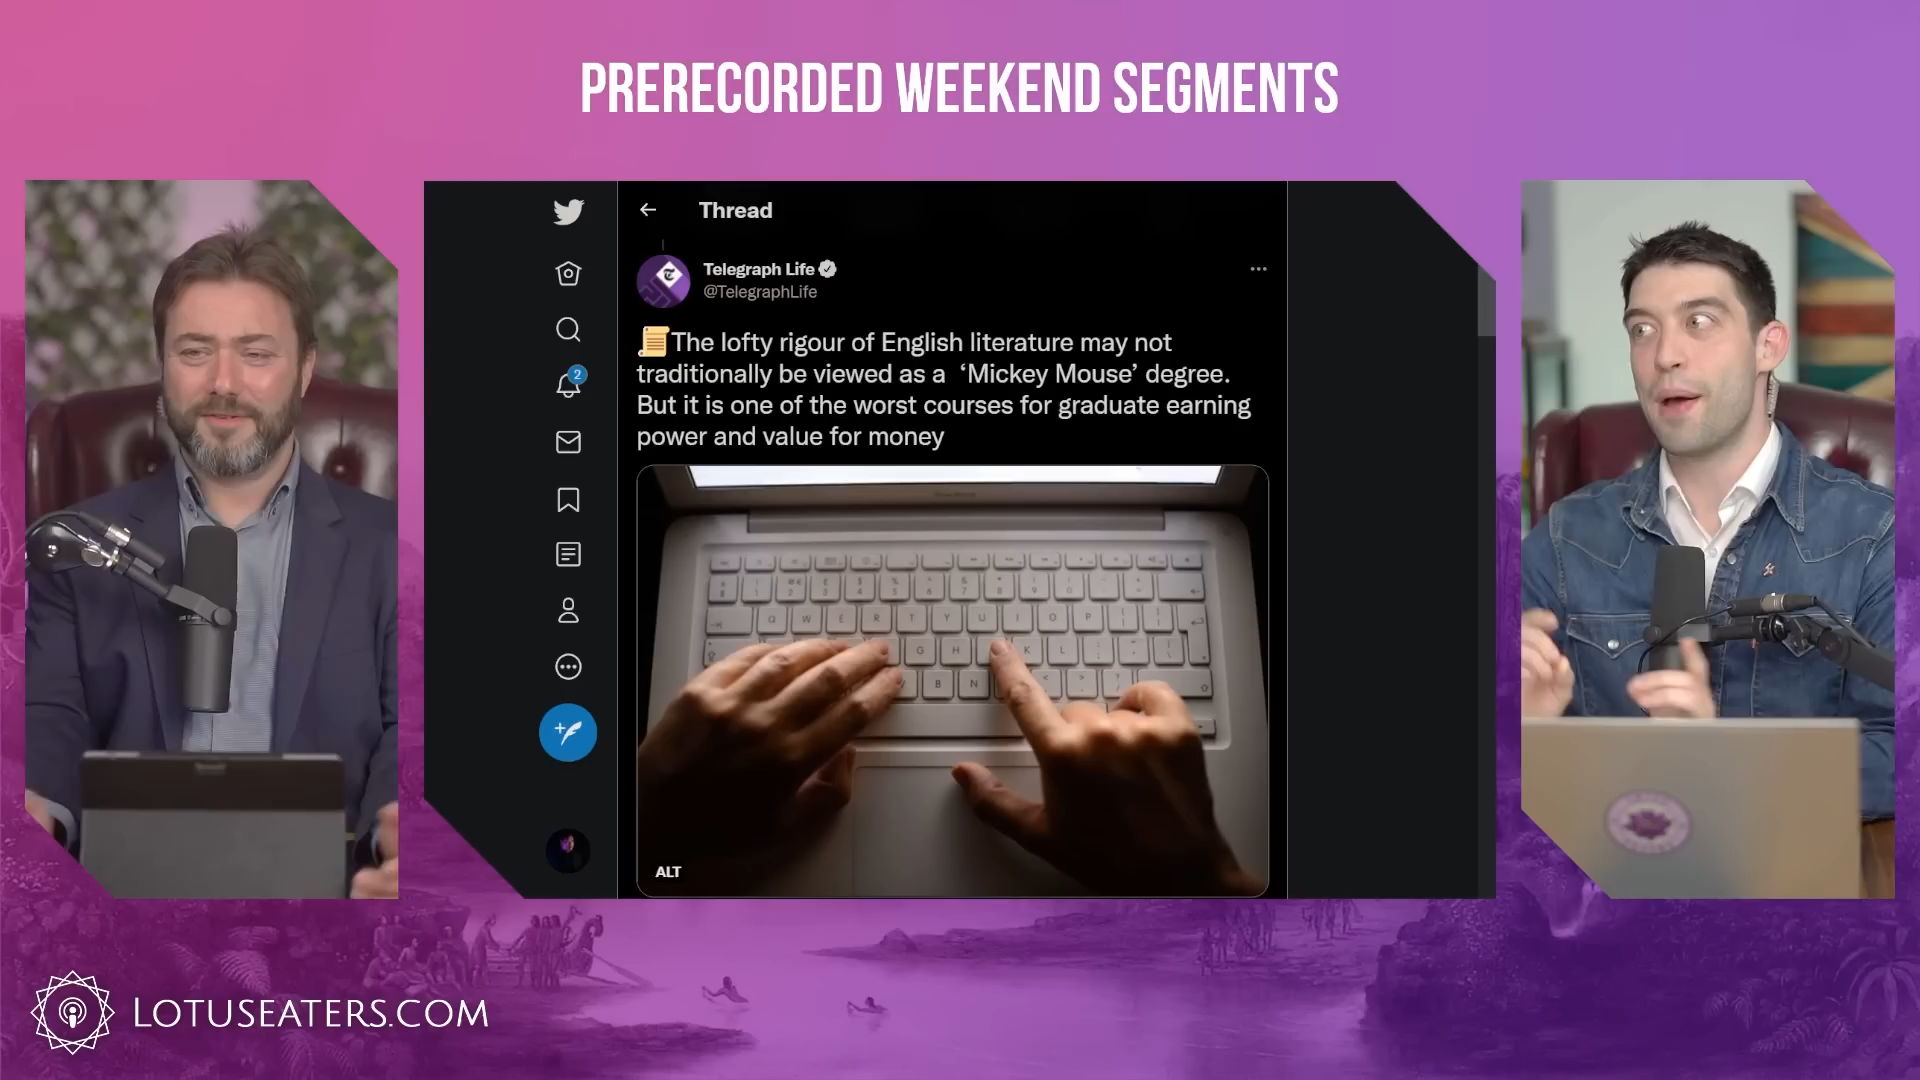 PRERECORDED WEEKEND SEGMENTS
Thread
Telegraph Life
@TelegraphLife
The lofty rigour of English literature may not
traditionally be viewed as a ‘Mickey Mouse’ degree.
But it is one of the worst courses for graduate earning
power and value for money
2
Q W E R T Y U I O P
G H K L
B N
ALT
LOTUSEATERS.COM